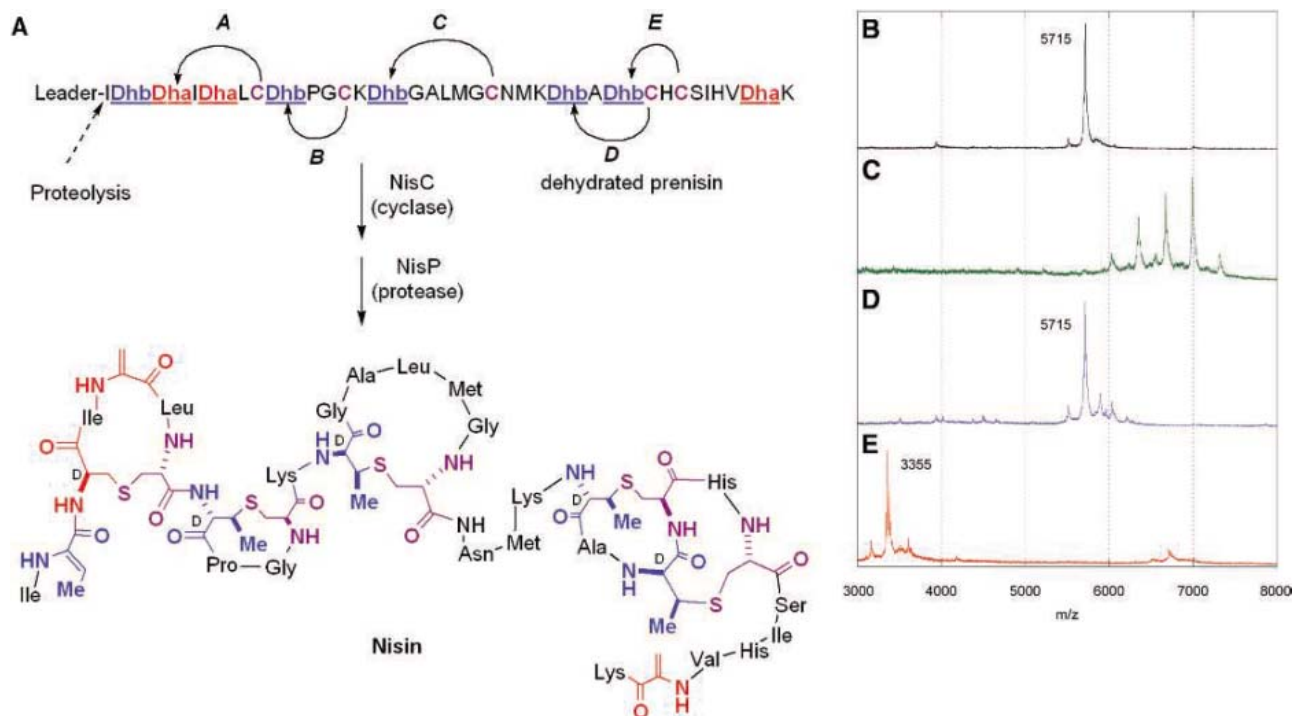 A
A
C
E
Leader-IDhbDhaIDhaLCDhbPGCKDhbGALMGCNMKDhbADhbCHCSIHVDhaK
B
D
Proteolysis
NisC
(cyclase)
dehydrated prenisin
NisP
(protease)
Ala
Leu
Met
Gly
Gly
O
HN
Ile
Leu
O
NH
D
S
HN
O
O
HN
Me
Ile
NH
D
O
S
Me
Pro
Gly
NH
O
Lys
HN
D
O
S
Me
NH
O
NH
Asn
Met
Lys
NH
D
O
S
Me
O
His
NH
Ala
NH
HN
D
O
S
Me
O
Ser
Ile
His
Val
N
H
Lys
O
Nisin
B
5715
C
D
5715
E
3355
3000
4000
5000
6000
7000
8000
m/z